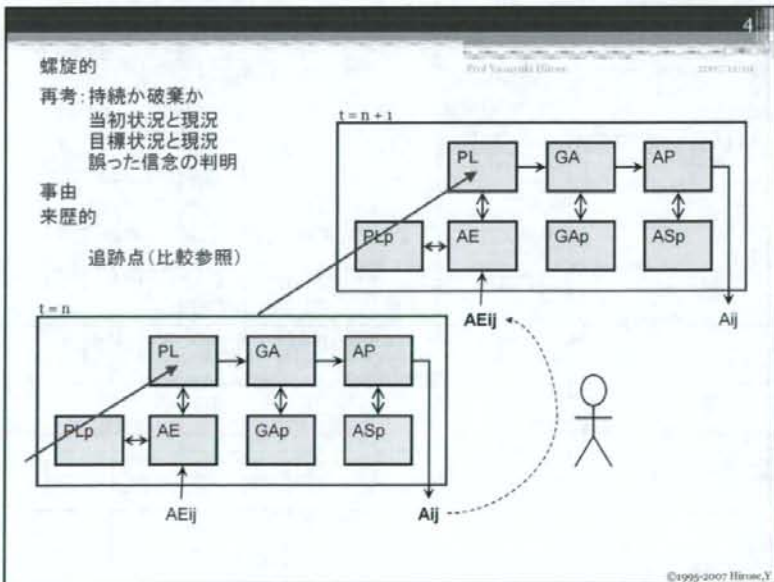 4
螺旋的
再考:持続か破棄か
当初状況と現況
目標状況と現況
誤った信念の判明
事由
来歴的
追跡点(比較参照)
t = n + 1
PL
GA
AP
PLp
AE
GAp
ASp
AEij
Aij
t = n
PL
GA
AP
PLp
AE
GAp
ASp
AEij
Aij
©1995-2007 Hirose,Y